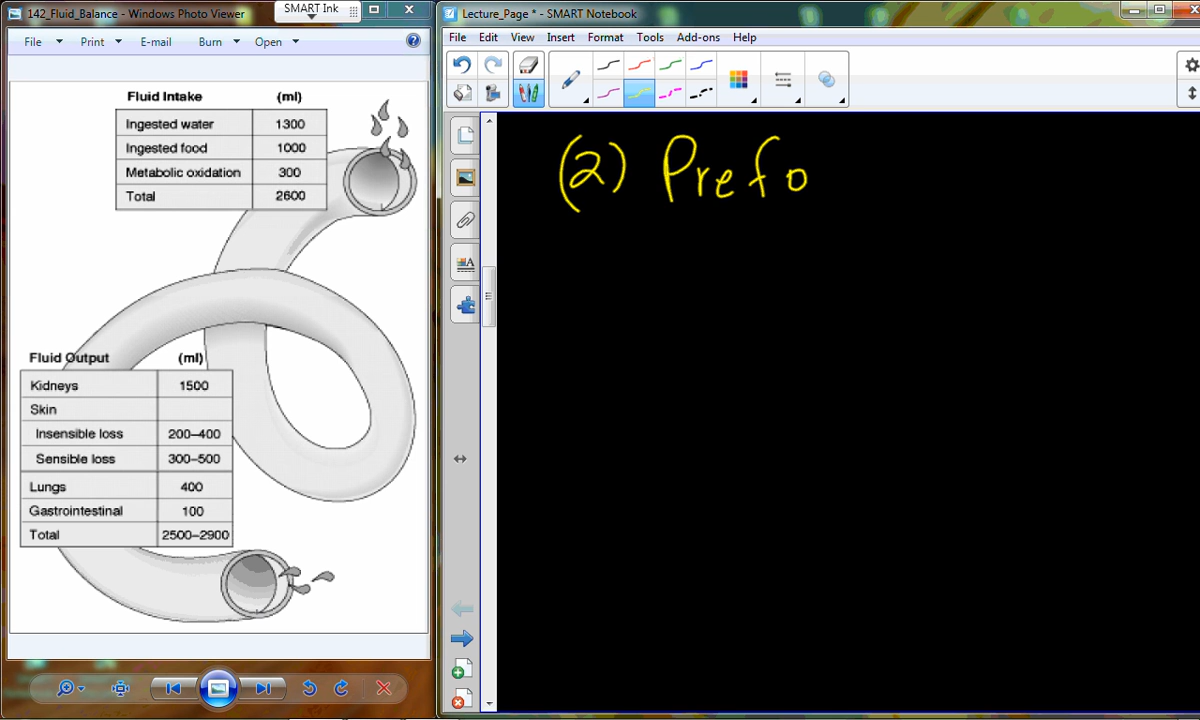 142_Fluid_Balance - Windows Photo Viewer
SMART Ink
File Print E-mail Burn Open
Fluid Intake (ml)
Ingested water 1300
Ingested food 1000
Metabolic oxidation 300
Total 2600
Fluid Output (ml)
Kidneys 1500
Skin
Insensible loss 200–400
Sensible loss 300–500
Lungs 400
Gastrointestinal 100
Total 2500–2900
Lecture_Page * - SMART Notebook
File Edit View Insert Format Tools Add-ons Help
(2) Prefo